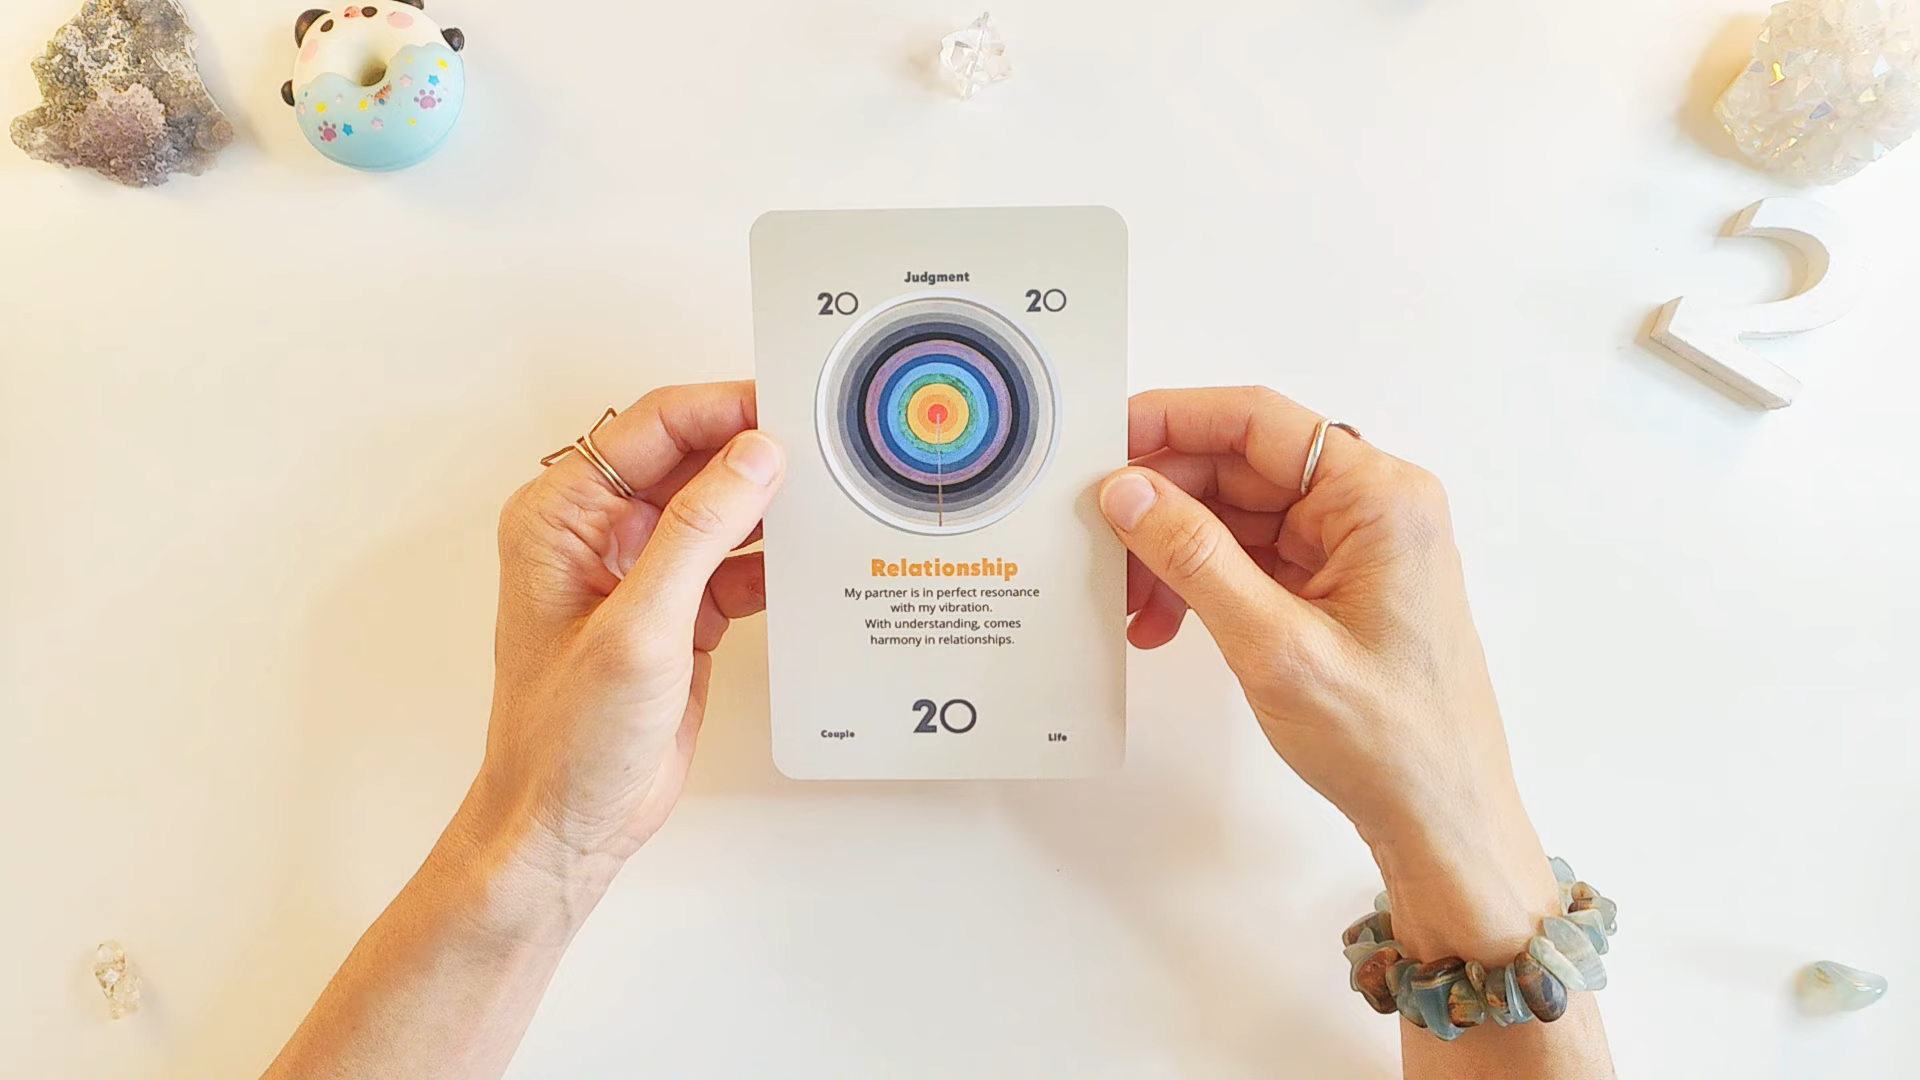 Judgment
20 20
Relationship
My partner is in perfect resonance
with my vibration.
With understanding, comes
harmony in relationships.
20
Couple Life
2